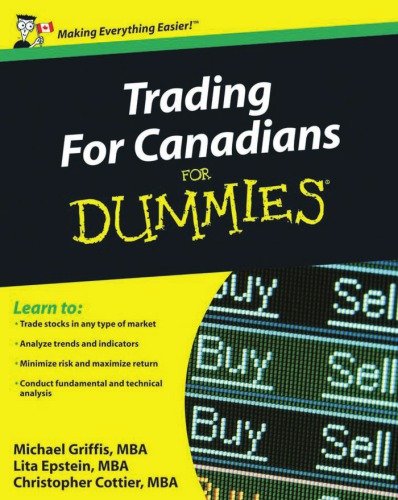 Making Everything Easier!™
Trading
For Canadians
FOR
DUMMIES®
Learn to:
• Trade stocks in any type of market
• Analyze trends and indicators
• Minimize risk and maximize return
• Conduct fundamental and technical
analysis
Michael Griffis, MBA
Lita Epstein, MBA
Christopher Cottier, MBA
Buy Sell
Buy Sell
Buy Sell